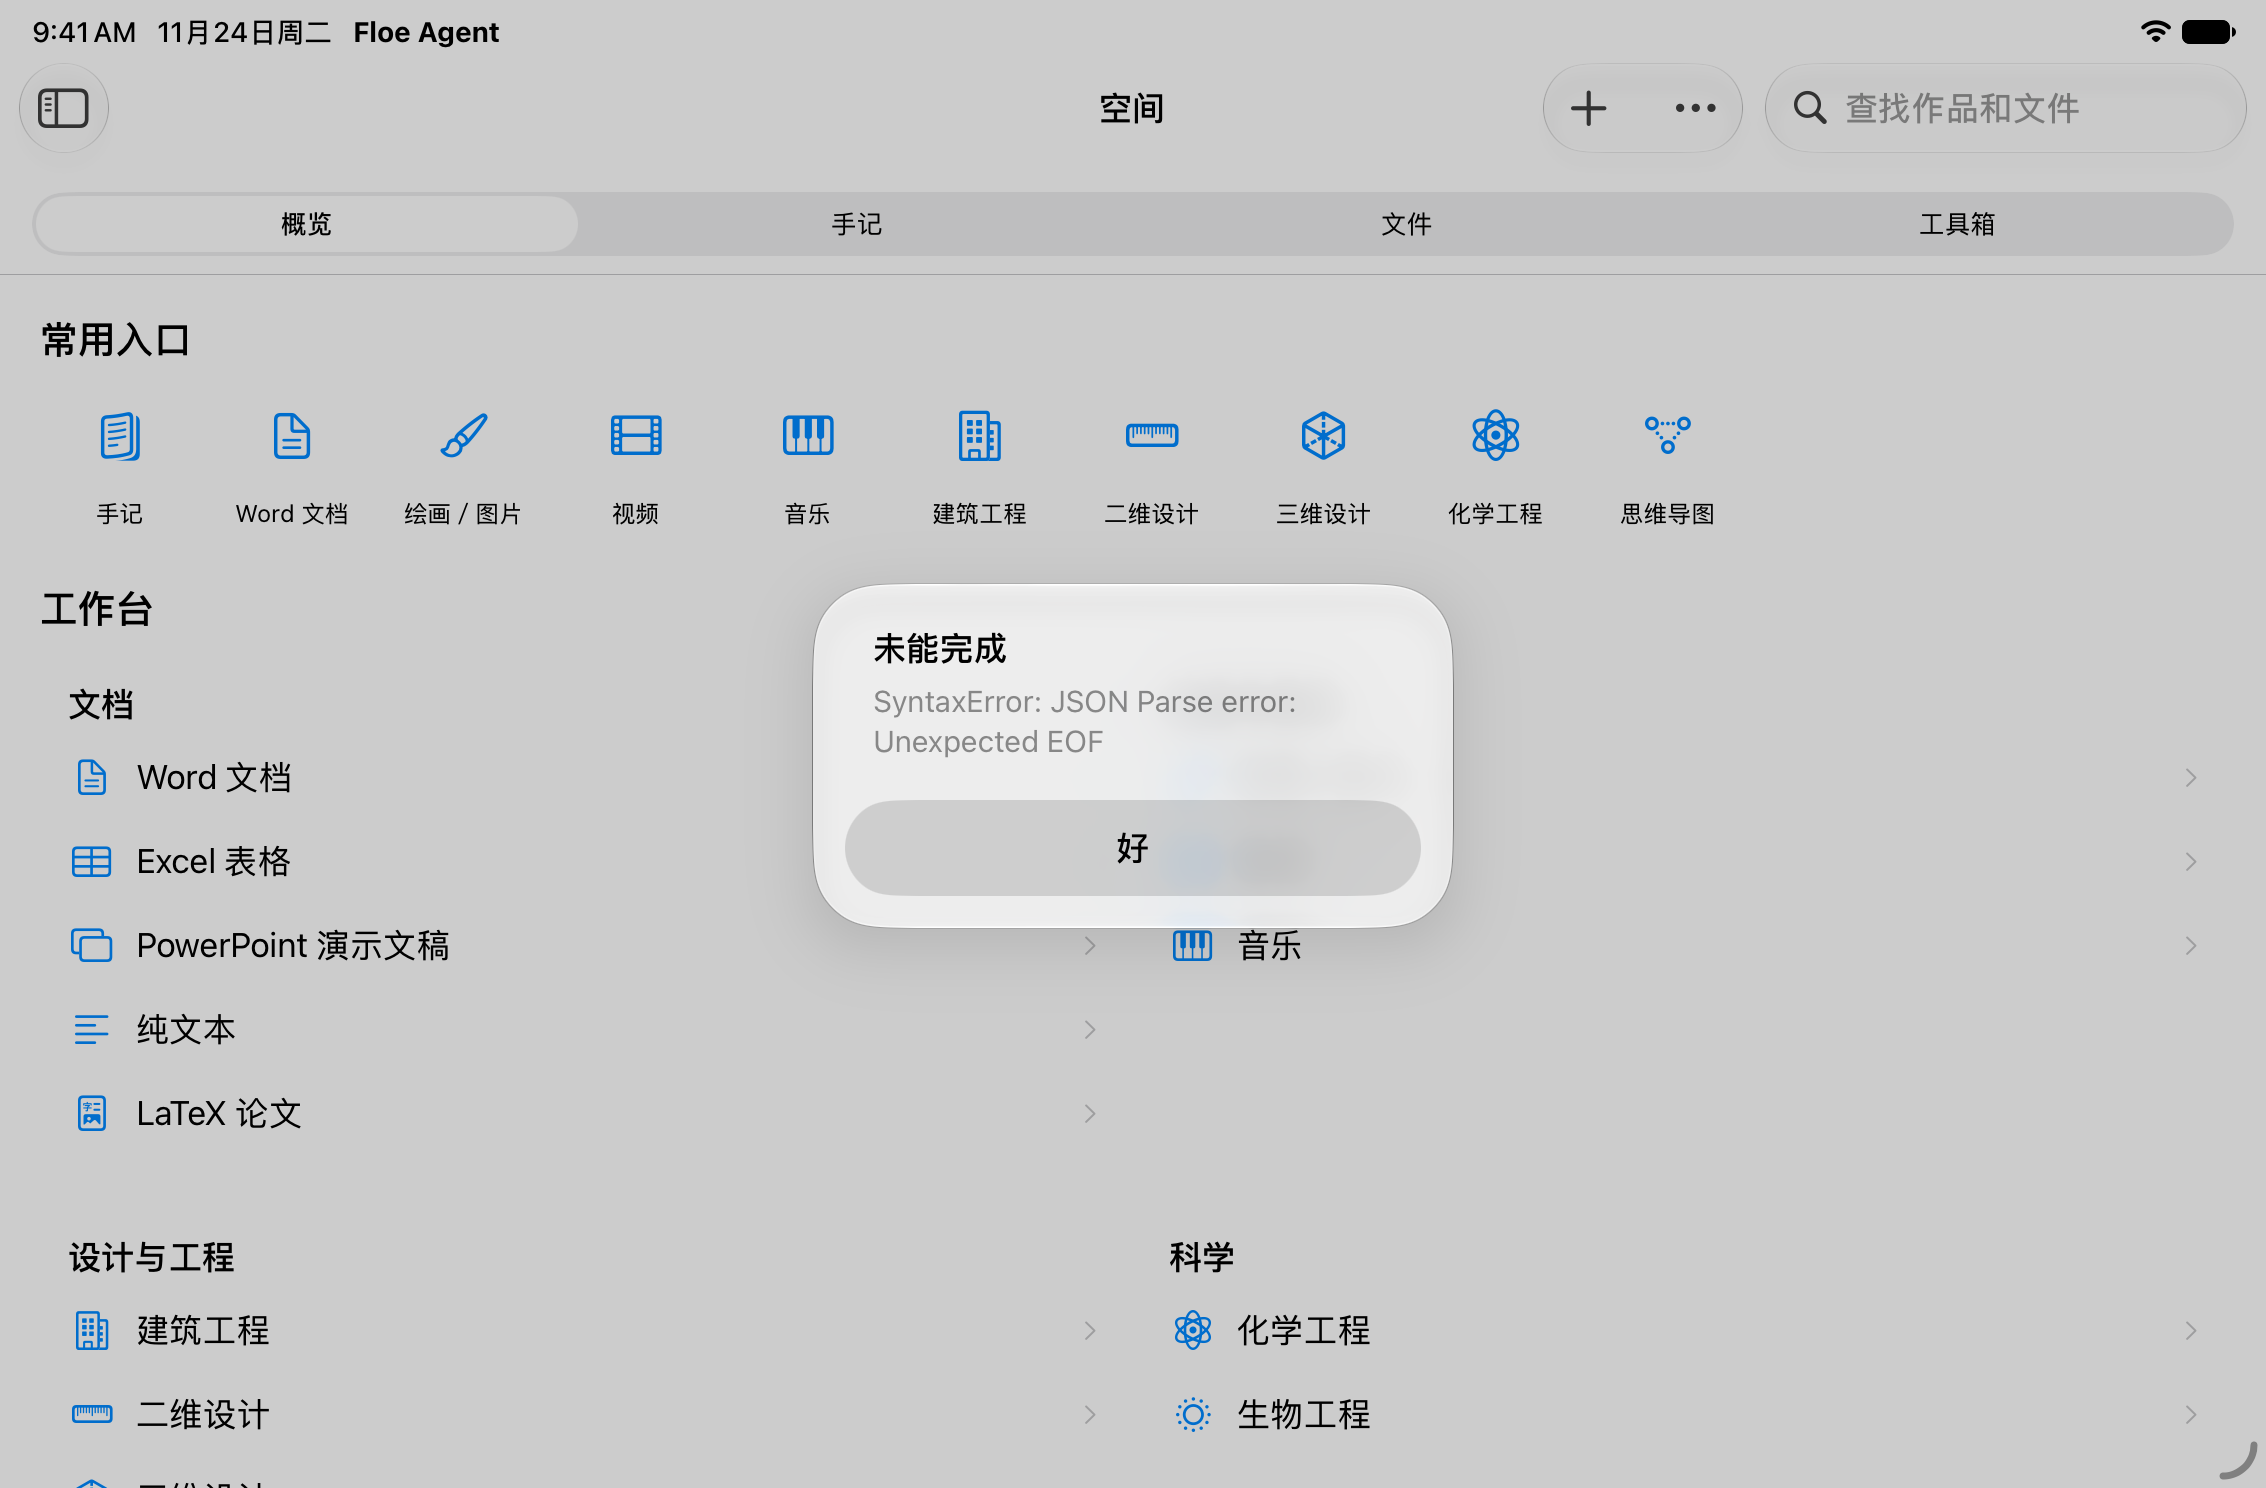 9:41 AM 11月24日周二 Floe Agent
空间
查找作品和文件
概览
手记
文件
工具箱
常用入口
手记
Word 文档
绘画 / 图片
视频
音乐
建筑工程
二维设计
三维设计
化学工程
思维导图
工作台
未能完成
SyntaxError: JSON Parse error:
Unexpected EOF
好
文档
Word 文档
Excel 表格
PowerPoint 演示文稿
音乐
纯文本
LaTeX 论文
设计与工程
科学
建筑工程
化学工程
二维设计
生物工程